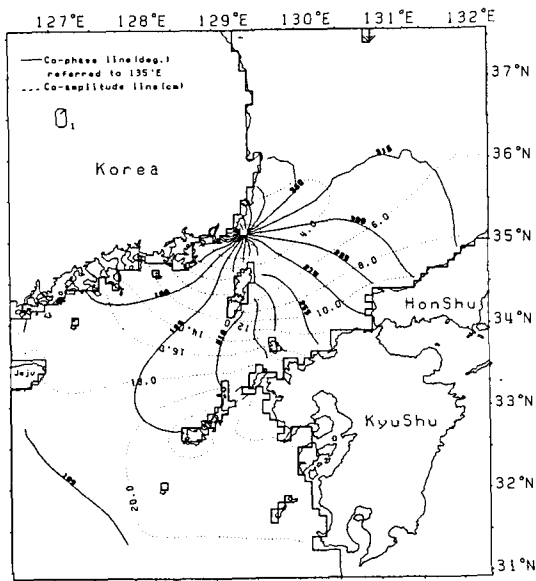 127°E 128°E 129°E 130°E 131°E 132°E
Co-phase line(deg.)
referred to 135°E
Co-amplitude line(cm)
1
37°N
36°N
35°N
34°N
33°N
32°N
31°N
Korea
315
4.0
6.0
8.0
10.0
12.0
14.0
16.0
18.0
20.0
HonShu
KyuShu
Jeju